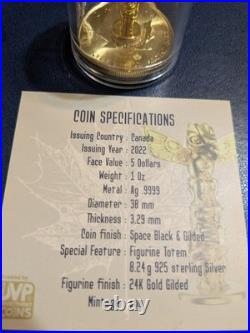 COIN SPECIFICATIONS
Issuing Country : Canada
Issuing Year : 2022
Face Value : 5 Dollars
Weight : 1 Oz
Metal : Ag .9999
Diameter : 38 mm
Thickness : 3.29 mm
Coin finish : Space Black & Gilded
Special Feature : Figurine Totem
8.24 g 925 sterling Silver
Figurine finish : 24K Gold Gilded
COINS